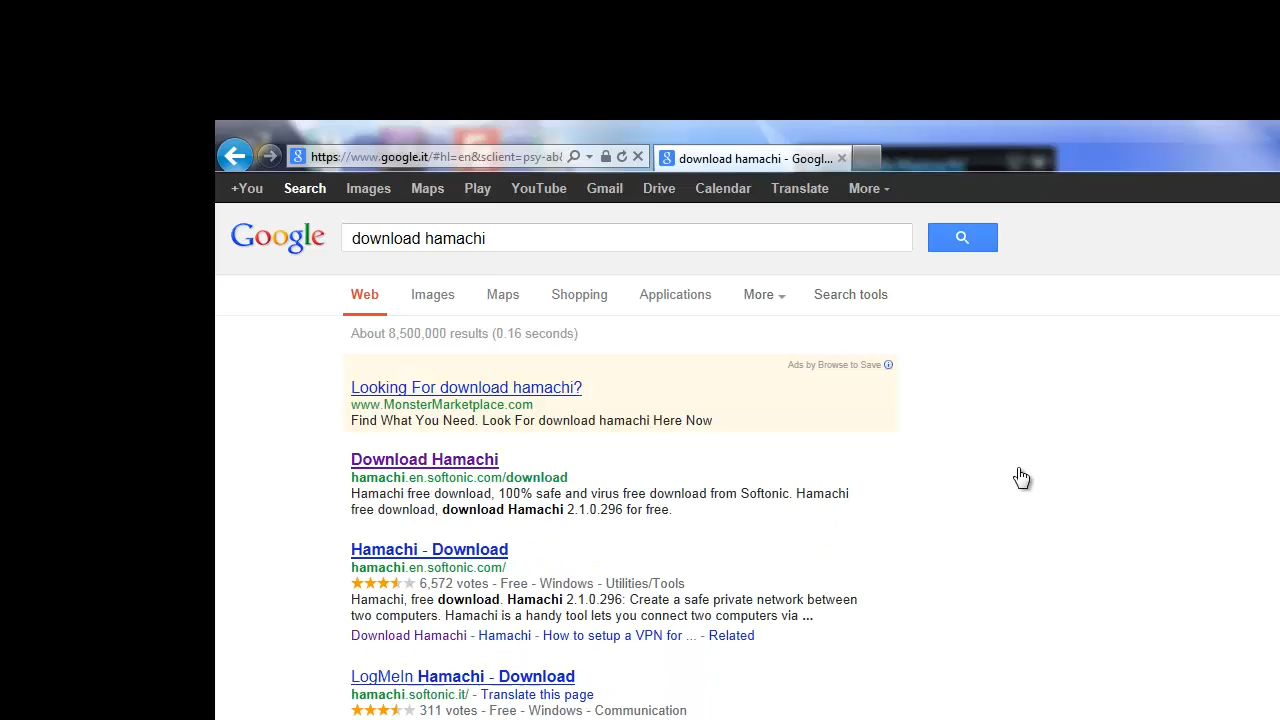 https://www.google.it/#hl=en&sclient=psy-ab&
download hamachi - Googl...
+You Search Images Maps Play YouTube Gmail Drive Calendar Translate More
Google download hamachi
Web Images Maps Shopping Applications More Search tools
About 8,500,000 results (0.16 seconds)
Ads by Browse to Save
Looking For download hamachi?
www.MonsterMarketplace.com
Find What You Need. Look For download hamachi Here Now
Download Hamachi
hamachi.en.softonic.com/download
Hamachi free download, 100% safe and virus free download from Softonic. Hamachi
free download, download Hamachi 2.1.0.296 for free.
Hamachi - Download
hamachi.en.softonic.com/
6,572 votes - Free - Windows - Utilities/Tools
Hamachi, free download. Hamachi 2.1.0.296: Create a safe private network between
two computers. Hamachi is a handy tool lets you connect two computers via ...
Download Hamachi - Hamachi - How to setup a VPN for ... - Related
LogMeIn Hamachi - Download
hamachi.softonic.it/ - Translate this page
311 votes - Free - Windows - Communication